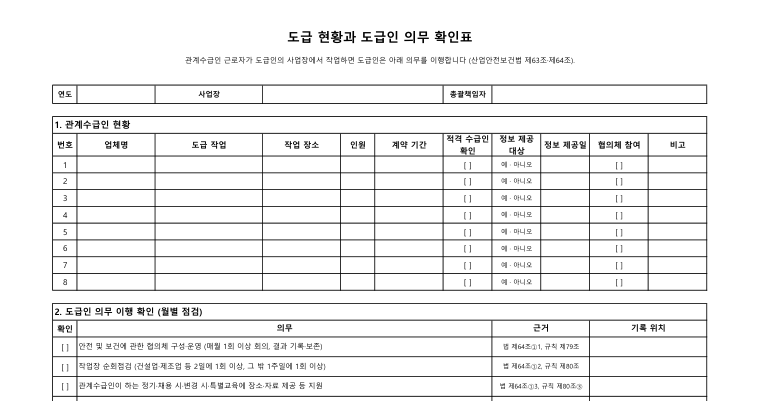 도급 현황과 도급인 의무 확인표
관계수급인 근로자가 도급인의 사업장에서 작업하면 도급인은 아래 의무를 이행합니다 (산업안전보건법 제63조·제64조).
연도 사업장 총괄책임자
1. 관계수급인 현황
번호 업체명 도급 작업 작업 장소 인원 계약 기간 적격 수급인 확인 정보 제공 대상 정보 제공일 협의체 참여 비고
1 [ ] 예 · 아니오 [ ]
2 [ ] 예 · 아니오 [ ]
3 [ ] 예 · 아니오 [ ]
4 [ ] 예 · 아니오 [ ]
5 [ ] 예 · 아니오 [ ]
6 [ ] 예 · 아니오 [ ]
7 [ ] 예 · 아니오 [ ]
8 [ ] 예 · 아니오 [ ]
2. 도급인 의무 이행 확인 (월별 점검)
확인 의무 근거 기록 위치
[ ] 안전 및 보건에 관한 협의체 구성·운영 (매월 1회 이상 회의, 결과 기록·보존) 법 제64조①1, 규칙 제79조
[ ] 작업장 순회점검 (건설업·제조업 등 2일에 1회 이상, 그 밖 1주일에 1회 이상) 법 제64조①2, 규칙 제80조
[ ] 관계수급인이 하는 정기·채용 시·변경 시·특별교육에 장소·자료 제공 등 지원 법 제64조①3, 규칙 제80조⑤